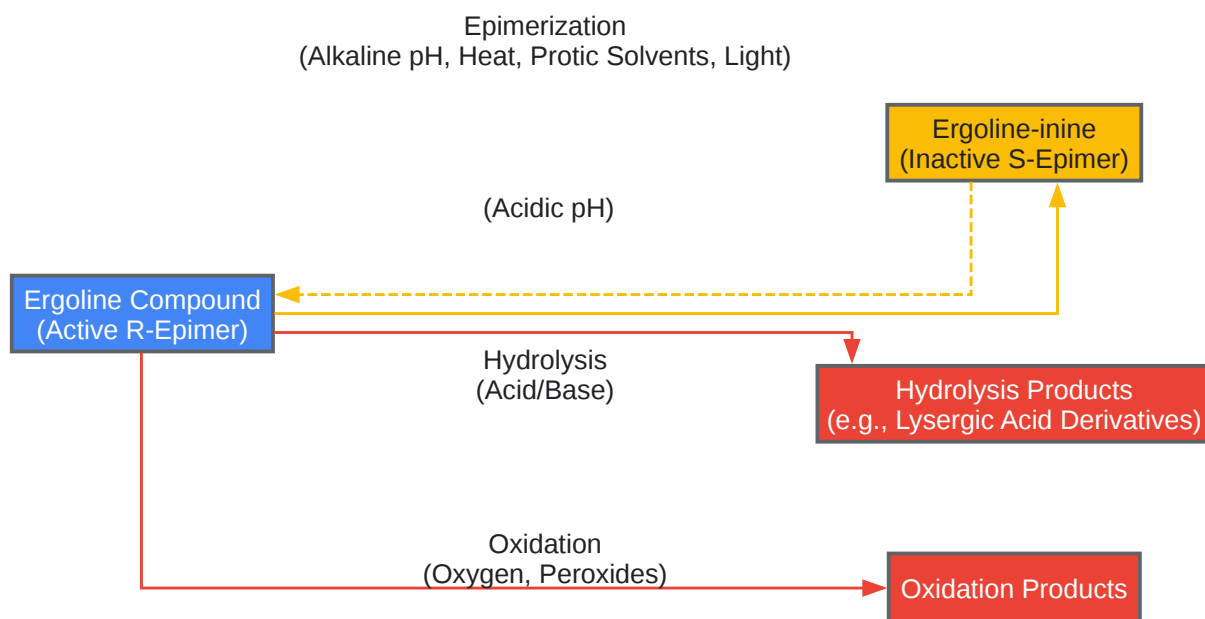 Epimerization
(Alkaline pH, Heat, Protic Solvents, Light)
Ergoline-inine
(Inactive S-Epimer)
(Acidic pH)
Ergoline Compound
(Active R-Epimer)
Hydrolysis
(Acid/Base)
Hydrolysis Products
(e.g., Lysergic Acid Derivatives)
Oxidation
(Oxygen, Peroxides)
Oxidation Products